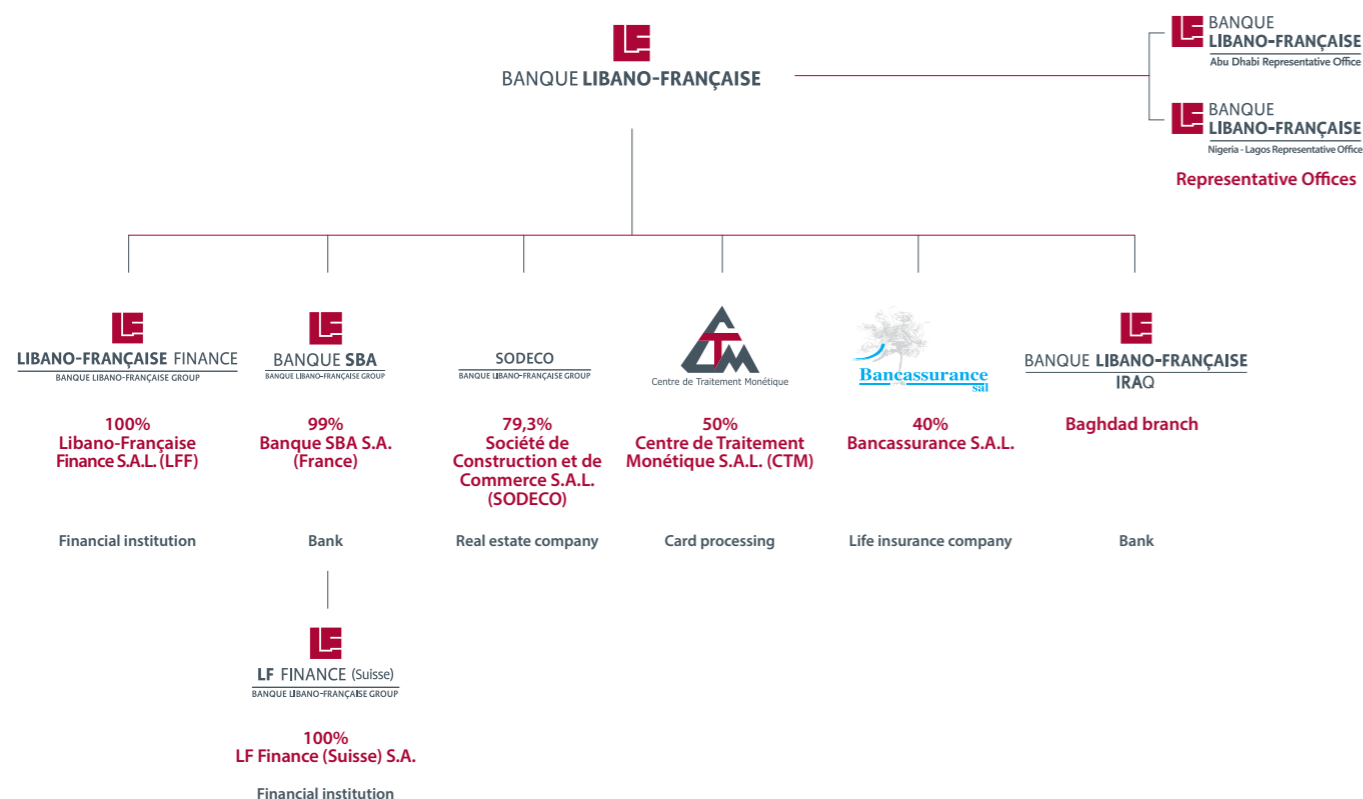 BANQUE LIBANO-FRANÇAISE
BANQUE
LIBANO-FRANÇAISE
Abu Dhabi Representative Office
BANQUE
LIBANO-FRANÇAISE
Nigeria - Lagos Representative Office
Representative Offices
LIBANO-FRANÇAISE FINANCE
BANQUE LIBANO-FRANÇAISE GROUP
100%
Libano-Française
Finance S.A.L. (LFF)
Financial institution
BANQUE SBA
BANQUE LIBANO-FRANÇAISE GROUP
99%
Banque SBA S.A.
(France)
Bank
SODECO
BANQUE LIBANO-FRANÇAISE GROUP
79,3%
Société de
Construction et de
Commerce S.A.L.
(SODECO)
Real estate company
CTM
Centre de Traitement Monétique
50%
Centre de Traitement
Monétique S.A.L. (CTM)
Card processing
Bancassurance
sal
40%
Bancassurance S.A.L.
Life insurance company
BANQUE LIBANO-FRANÇAISE
IRAQ
Baghdad branch
Bank
LF FINANCE (Suisse)
BANQUE LIBANO-FRANÇAISE GROUP
100%
LF Finance (Suisse) S.A.
Financial institution